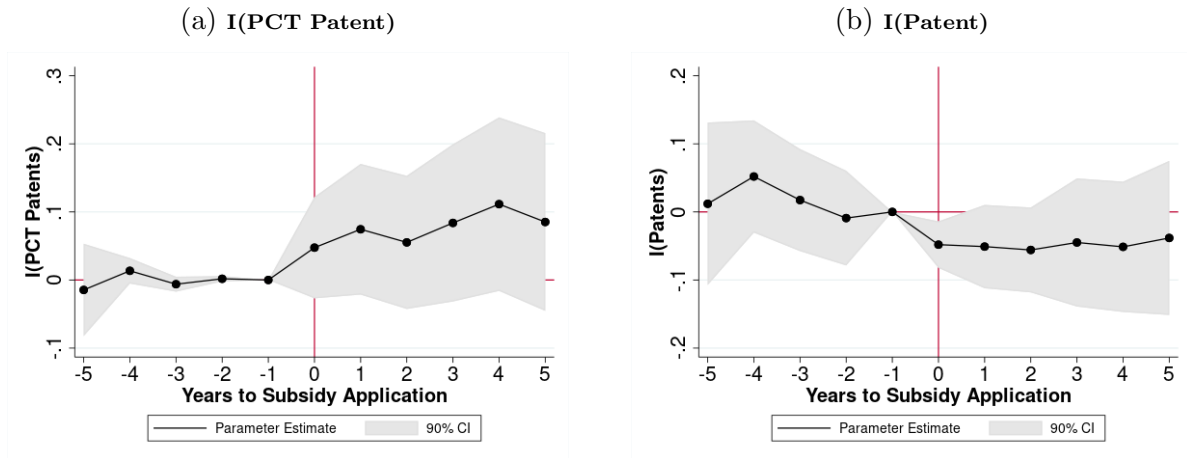 (a) I(PCT Patent)
I(PCT Patents)
.3
.2
.1
0
-.1
-5 -4 -3 -2 -1 0 1 2 3 4 5
Years to Subsidy Application
Parameter Estimate 90% CI
(b) I(Patent)
I(Patents)
.2
.1
0
-.1
-.2
-5 -4 -3 -2 -1 0 1 2 3 4 5
Years to Subsidy Application
Parameter Estimate 90% CI